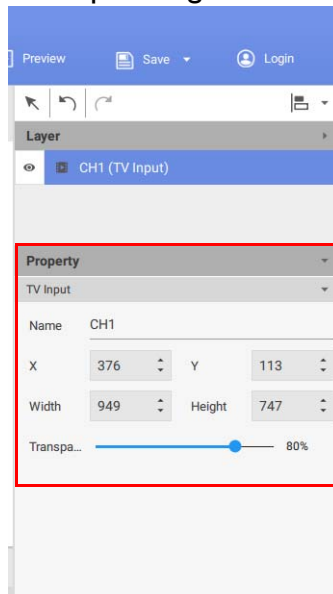 Preview Save Login
Layer
CH1 (TV Input)
Property
TV Input
Name CH1
X 376 Y 113
Width 949 Height 747
Transpa... 80%